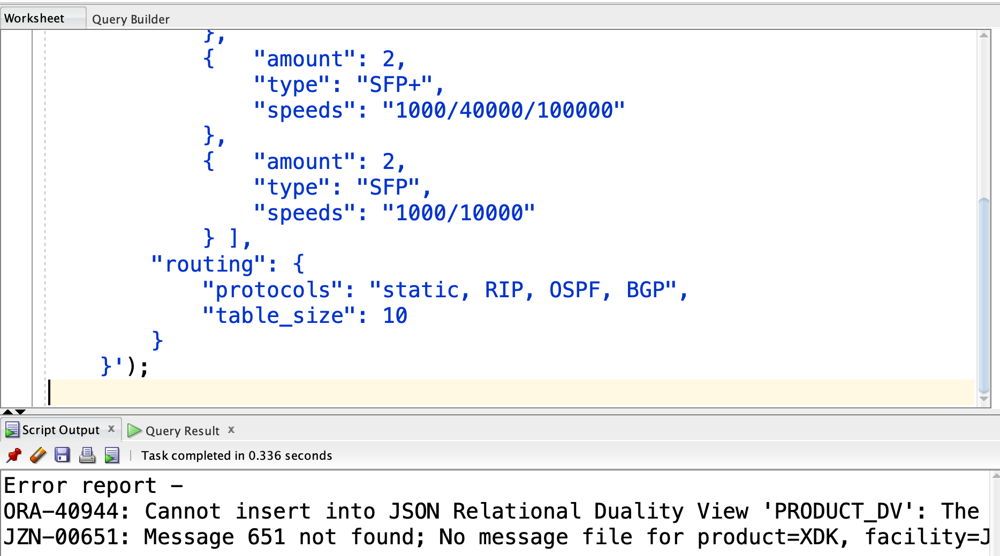 Worksheet Query Builder
},
{ "amount": 2,
"type": "SFP+",
"speeds": "1000/40000/100000"
},
{ "amount": 2,
"type": "SFP",
"speeds": "1000/10000"
} ],
"routing": {
"protocols": "static, RIP, OSPF, BGP",
"table_size": 10
}
}');
Script Output x Query Result x
Task completed in 0.336 seconds
Error report -
ORA-40944: Cannot insert into JSON Relational Duality View 'PRODUCT_DV': The
JZN-00651: Message 651 not found; No message file for product=XDK, facility=J